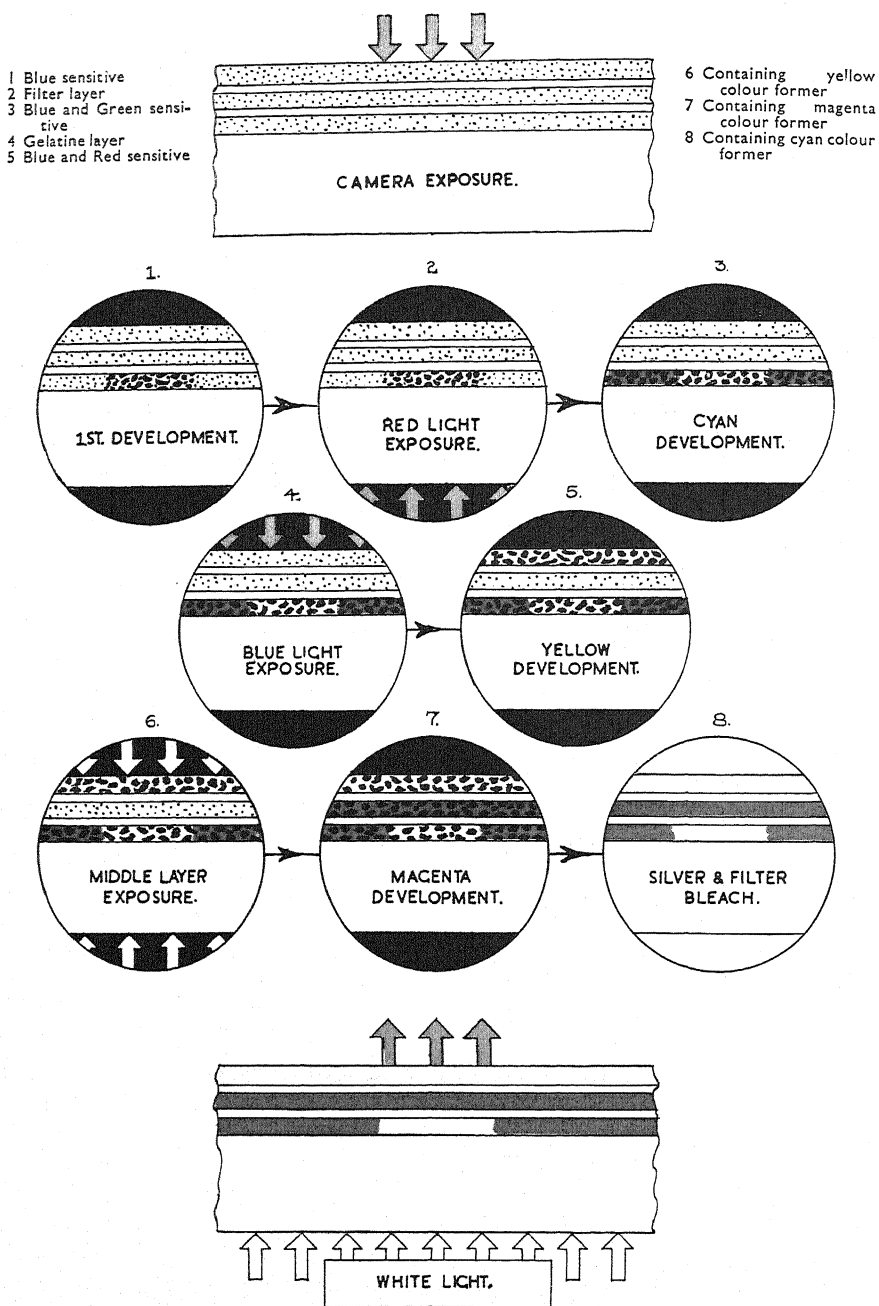 1 Blue sensitive
2 Filter layer
3 Blue and Green sensi-
tive
4 Gelatine layer
5 Blue and Red sensitive
6 Containing yellow
colour former
7 Containing magenta
colour former
8 Containing cyan colour
former
CAMERA EXPOSURE.
1.
2
3.
1ST. DEVELOPMENT.
RED LIGHT
EXPOSURE.
CYAN
DEVELOPMENT.
4.
5.
BLUE LIGHT
EXPOSURE.
YELLOW
DEVELOPMENT.
6.
7.
8.
MIDDLE LAYER
EXPOSURE.
MAGENTA
DEVELOPMENT.
SILVER & FILTER
BLEACH.
WHITE LIGHT.